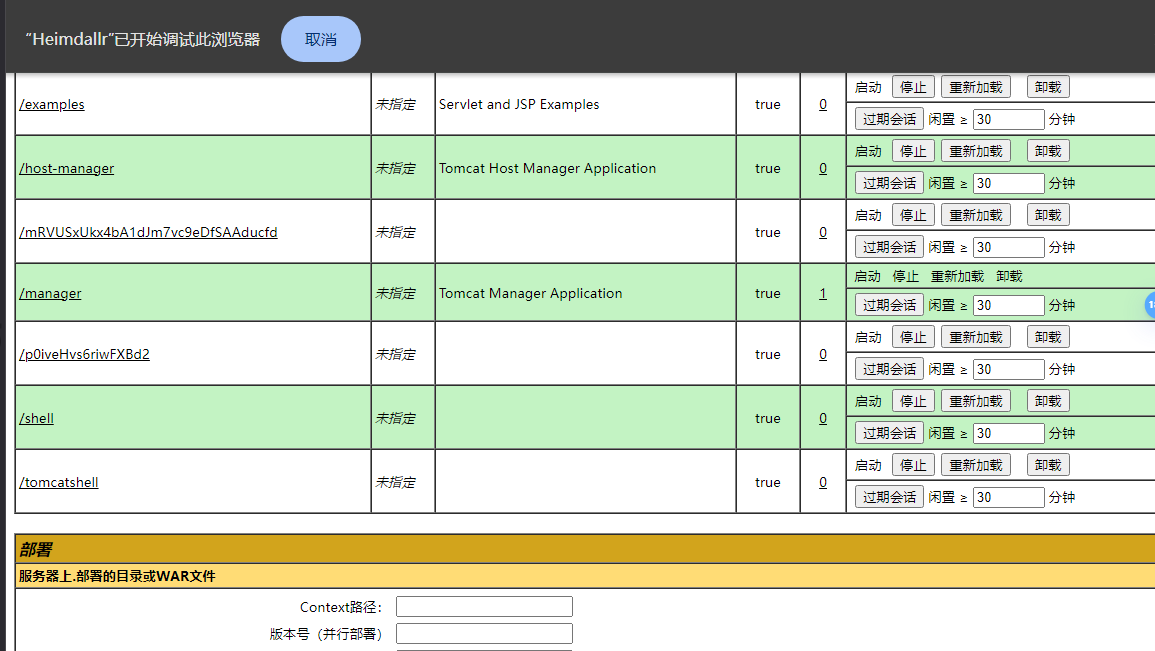 "Heimdallr"已开始调试此浏览器 取消
启动 停止 重新加载 卸载
/examples 未指定 Servlet and JSP Examples true 0
过期会话 闲置 ≥ 30 分钟
启动 停止 重新加载 卸载
/host-manager 未指定 Tomcat Host Manager Application true 0
过期会话 闲置 ≥ 30 分钟
启动 停止 重新加载 卸载
/mRVUSxUkx4bA1dJm7vc9eDfSAAducfd 未指定 true 0
过期会话 闲置 ≥ 30 分钟
启动 停止 重新加载 卸载
/manager 未指定 Tomcat Manager Application true 1
过期会话 闲置 ≥ 30 分钟
启动 停止 重新加载 卸载
/p0iveHvs6riwFXBd2 未指定 true 0
过期会话 闲置 ≥ 30 分钟
启动 停止 重新加载 卸载
/shell 未指定 true 0
过期会话 闲置 ≥ 30 分钟
启动 停止 重新加载 卸载
/tomcatshell 未指定 true 0
过期会话 闲置 ≥ 30 分钟
部署
服务器上.部署的目录或WAR文件
Context路径:
版本号（并行部署）